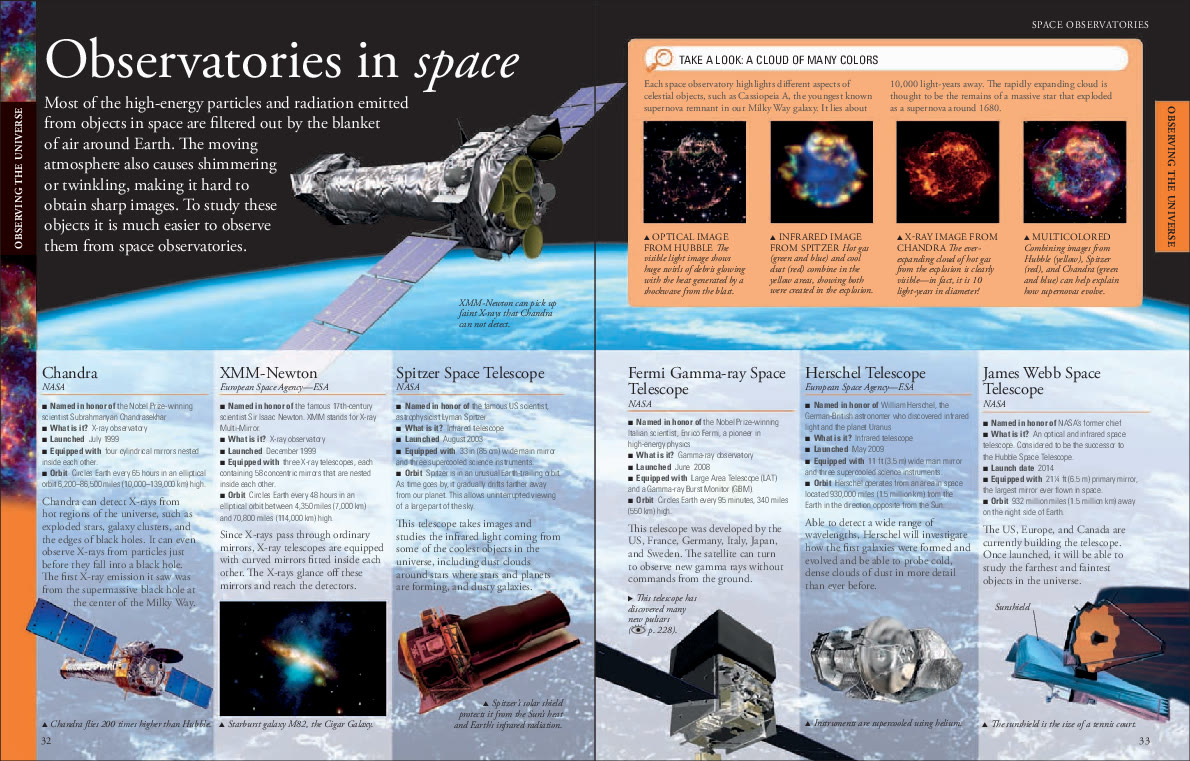 SPACE OBSERVATORIES
OBSERVING THE UNIVERSE
Observatories in space
Most of the high-energy particles and radiation emitted
from objects in space are filtered out by the blanket
of air around Earth. The moving
atmosphere also causes shimmering
or twinkling, making it hard to
obtain sharp images. To study these
objects it is much easier to observe
them from space observatories.
XMM-Newton can pick up
faint X-rays that Chandra
can not detect.
TAKE A LOOK: A CLOUD OF MANY COLORS
Each space observatory highlights different aspects of
celestial objects, such as Cassiopeia A, the youngest known
supernova remnant in our Milky Way galaxy. It lies about
10,000 light-years away. The rapidly expanding cloud is
thought to be the remains of a massive star that exploded
as a supernova around 1680.
▲ OPTICAL IMAGE
FROM HUBBLE The
visible light image shows
huge swirls of debris glowing
with the heat generated by a
shockwave from the blast.
▲ INFRARED IMAGE
FROM SPITZER Hot gas
(green and blue) and cool
dust (red) combine in the
yellow areas, showing both
were created in the explosion.
▲ X-RAY IMAGE FROM
CHANDRA The ever-
expanding cloud of hot gas
from the explosion is clearly
visible—in fact, it is 10
light-years in diameter!
▲ MULTICOLORED
Combining images from
Hubble (yellow), Spitzer
(red), and Chandra (green
and blue) can help explain
how supernovas evolve.
OBSERVING THE UNIVERSE
Chandra
NASA
■ Named in honor of the Nobel Prize-winning
scientist Subrahmanyan Chandrasekhar
■ What is it? X-ray observatory
■ Launched July 1999
■ Equipped with four cylindrical mirrors nested
inside each other.
■ Orbit Circles Earth every 65 hours in an elliptical
orbit 6,200–86,500 miles (10,000–139,000 km) high.
Chandra can detect X-rays from
hot regions of the universe, such as
exploded stars, galaxy clusters, and
the edges of black holes. It can even
observe X-rays from particles just
before they fall into a black hole.
The first X-ray emission it saw was
from the supermassive black hole at
the center of the Milky Way.
▲ Chandra flies 200 times higher than Hubble.
32
XMM-Newton
European Space Agency—ESA
■ Named in honor of the famous 17th-century
scientist Sir Isaac Newton. XMM stands for X-ray
Multi-Mirror.
■ What is it? X-ray observatory
■ Launched December 1999
■ Equipped with three X-ray telescopes, each
containing 58 concentric mirrors that are nested
inside each other.
■ Orbit Circles Earth every 48 hours in an
elliptical orbit between 4,350 miles (7,000 km)
and 70,800 miles (114,000 km) high.
Since X-rays pass through ordinary
mirrors, X-ray telescopes are equipped
with curved mirrors fitted inside each
other. The X-rays glance off these
mirrors and reach the detectors.
▲ Starburst galaxy M82, the Cigar Galaxy.
Spitzer Space Telescope
NASA
■ Named in honor of the famous US scientist,
astrophysicist Lyman Spitzer
■ What is it? Infrared telescope
■ Launched August 2003
■ Equipped with 33 in (85 cm) wide main mirror
and three supercooled science instruments.
■ Orbit Spitzer is in an unusual Earth-trailing orbit.
As time goes by, it gradually drifts farther away
from our planet. This allows uninterrupted viewing
of a large part of the sky.
This telescope takes images and
studies the infrared light coming from
some of the coolest objects in the
universe, including dust clouds
around stars where stars and planets
are forming, and dusty galaxies.
▲ Spitzer's solar shield
protects it from the Sun's heat
and Earth's infrared radiation.
Fermi Gamma-ray Space
Telescope
NASA
■ Named in honor of the Nobel Prize-winning
Italian scientist, Enrico Fermi, a pioneer in
high-energy physics
■ What is it? Gamma-ray observatory
■ Launched June 2008
■ Equipped with Large Area Telescope (LAT)
and a Gamma-ray Burst Monitor (GBM).
■ Orbit Circles Earth every 95 minutes, 340 miles
(550 km) high.
This telescope was developed by the
US, France, Germany, Italy, Japan,
and Sweden. The satellite can turn
to observe new gamma rays without
commands from the ground.
▶ This telescope has
discovered many
new pulsars
( p. 228).
Herschel Telescope
European Space Agency—ESA
■ Named in honor of William Herschel, the
German-British astronomer who discovered infrared
light and the planet Uranus
■ What is it? Infrared telescope
■ Launched May 2009
■ Equipped with 11 ft (3.5 m) wide main mirror
and three supercooled science instruments.
■ Orbit Herschel operates from an area in space
located 930,000 miles (1.5 million km) from the
Earth in the direction opposite from the Sun.
Able to detect a wide range of
wavelengths, Herschel will investigate
how the first galaxies were formed and
evolved and be able to probe cold,
dense clouds of dust in more detail
than ever before.
▲ Instruments are supercooled using helium.
James Webb Space
Telescope
NASA
■ Named in honor of NASA's former chief
■ What is it? An optical and infrared space
telescope. Considered to be the successor to
the Hubble Space Telescope.
■ Launch date 2014
■ Equipped with 21¼ ft (6.5 m) primary mirror,
the largest mirror ever flown in space.
■ Orbit 932 million miles (1.5 million km) away
on the night side of Earth.
The US, Europe, and Canada are
currently building the telescope.
Once launched, it will be able to
study the farthest and faintest
objects in the universe.
Sunshield
▲ The sunshield is the size of a tennis court.
33